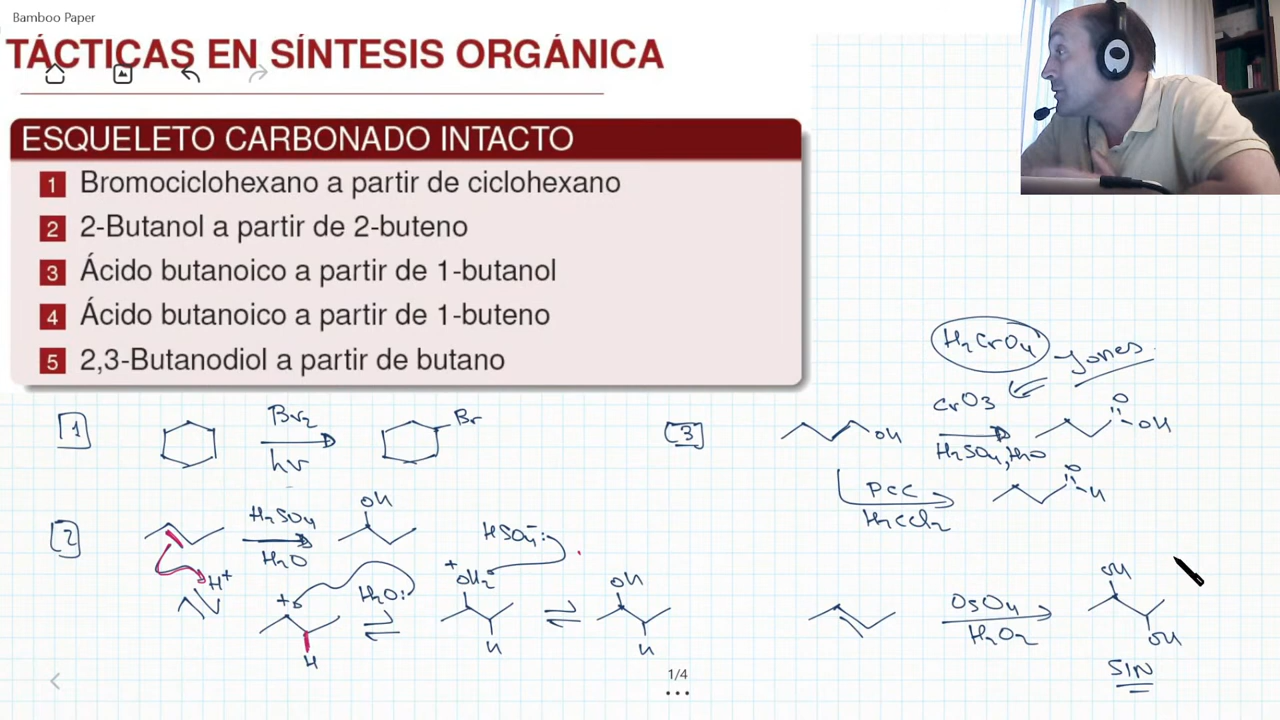 Bamboo Paper
TÁCTICAS EN SÍNTESIS ORGÁNICA
ESQUELETO CARBONADO INTACTO
1 Bromociclohexano a partir de ciclohexano
2 2-Butanol a partir de 2-buteno
3 Ácido butanoico a partir de 1-butanol
4 Ácido butanoico a partir de 1-buteno
5 2,3-Butanodiol a partir de butano
H2CrO4 Jones
1 Br2 Br
hν
3 OH CrO3 O OH
H2SO4, H2O
PCC O H
H2CCl2
2 H2SO4 OH HSO4-:
H2O
H+ + H2O: +OH2 OH
H H H
OsO4 OH
H2O2 OH
SIN
1/4